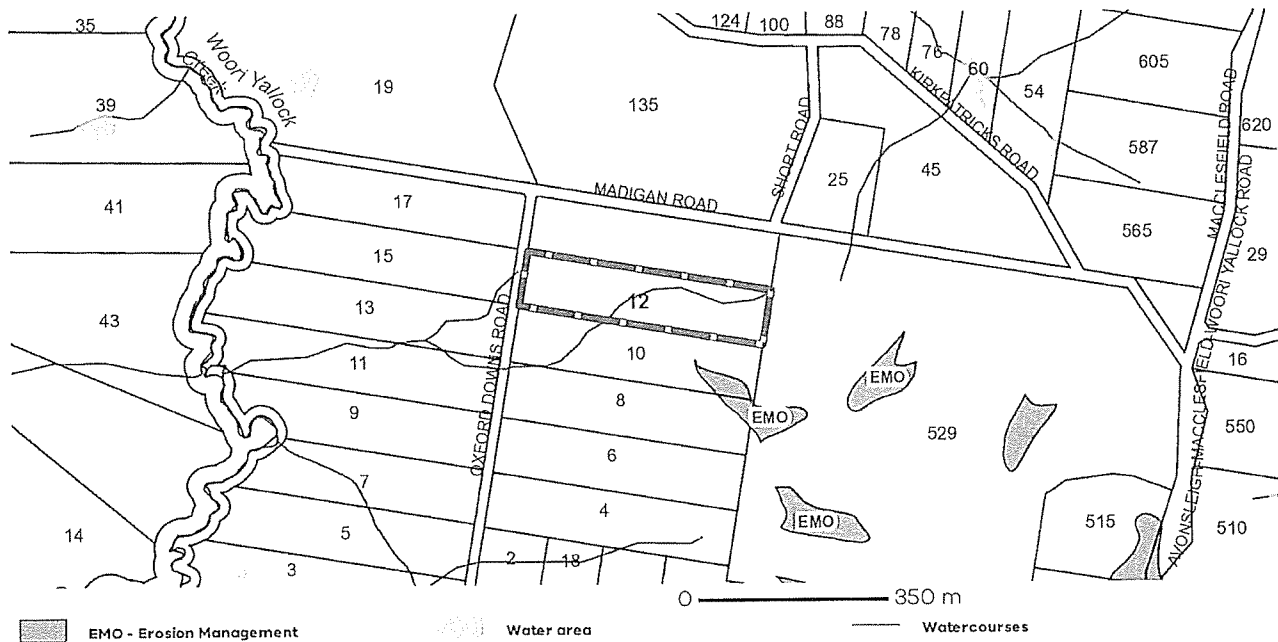 35
124
100
88
78
76
60
54
605
Woori Yallock
Creek
39
19
135
KIRKPATRICKS ROAD
620
587
SHORT ROAD
25
45
MACCLESFIELD ROAD
41
17
MADIGAN ROAD
565
29
15
12
13
43
OXFORD DOWNS ROAD
10
11
EMO
16
8
EMO
9
529
550
6
7
4
EMO
515
510
14
5
2
18
3
AVONSLEIGH-MACCLESFIELD WOORI YALLOCK ROAD
0
350 m
EMO - Erosion Management
Water area
Watercourses